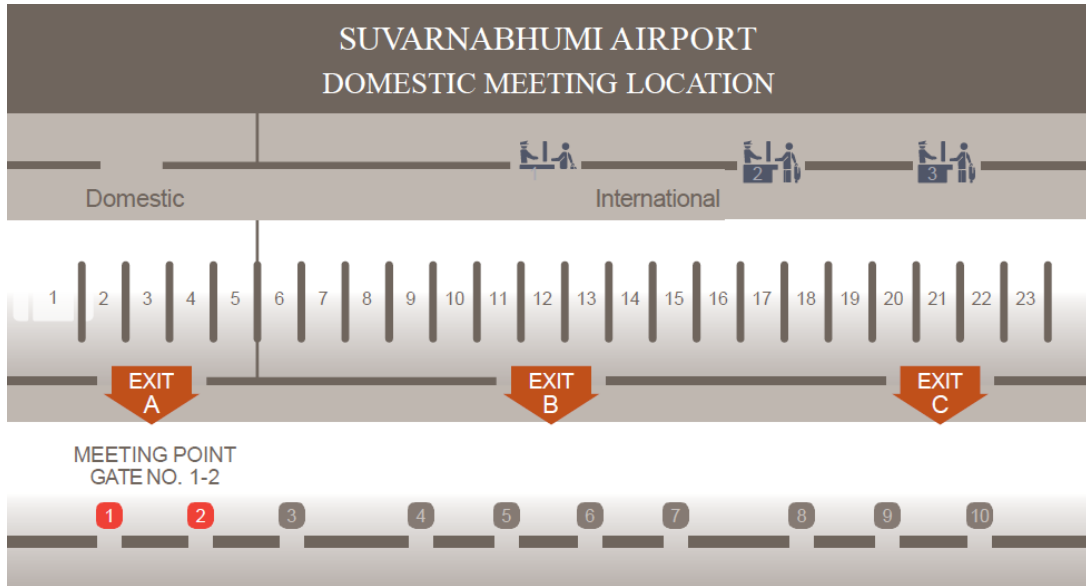 SUVARNABHUMI AIRPORT
DOMESTIC MEETING LOCATION
1 2 3
Domestic International
1 2 3 4 5 6 7 8 9 10 11 12 13 14 15 16 17 18 19 20 21 22 23
EXIT A
EXIT B
EXIT C
MEETING POINT
GATE NO. 1-2
1 2 3 4 5 6 7 8 9 10